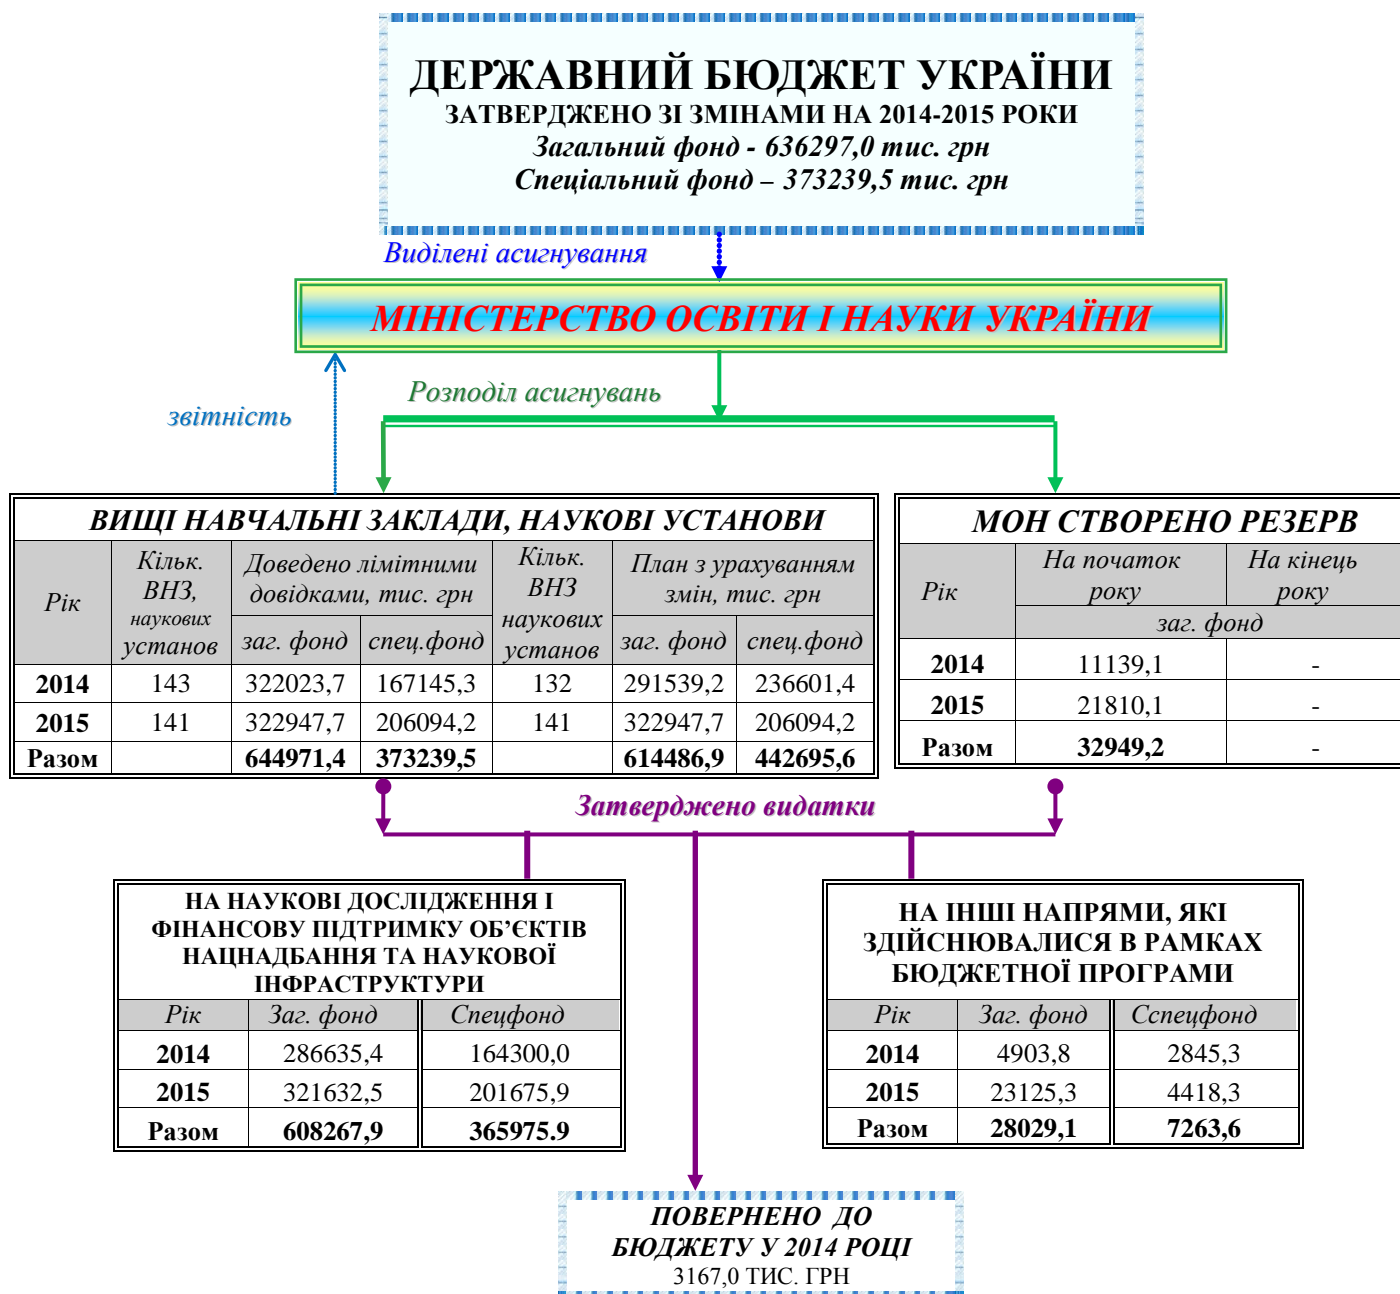 ДЕРЖАВНИЙ БЮДЖЕТ УКРАЇНИ
ЗАТВЕРДЖЕНО ЗІ ЗМІНАМИ НА 2014-2015 РОКИ
Загальний фонд - 636297,0 тис. грн
Спеціальний фонд – 373239,5 тис. грн
Виділені асигнування
МІНІСТЕРСТВО ОСВІТИ І НАУКИ УКРАЇНИ
Розподіл асигнувань
звітність
ВИЩІ НАВЧАЛЬНІ ЗАКЛАДИ, НАУКОВІ УСТАНОВИ
Рік
Кільк.
ВНЗ,
наукових
установ
Доведено лімітними
довідками, тис. грн
Кільк.
ВНЗ
наукових
установ
План з урахуванням
змін, тис. грн
заг. фонд спец.фонд заг. фонд спец.фонд
2014 143 322023,7 167145,3 132 291539,2 236601,4
2015 141 322947,7 206094,2 141 322947,7 206094,2
Разом 644971,4 373239,5 614486,9 442695,6
МОН СТВОРЕНО РЕЗЕРВ
Рік
На початок
року
На кінець
року
заг. фонд
2014 11139,1 -
2015 21810,1 -
Разом 32949,2 -
Затверджено видатки
НА НАУКОВІ ДОСЛІДЖЕННЯ І
ФІНАНСОВУ ПІДТРИМКУ ОБ’ЄКТІВ
НАЦНАДБАННЯ ТА НАУКОВОЇ
ІНФРАСТРУКТУРИ
Рік Заг. фонд Спецфонд
2014 286635,4 164300,0
2015 321632,5 201675,9
Разом 608267,9 365975.9
НА ІНШІ НАПРЯМИ, ЯКІ
ЗДІЙСНЮВАЛИСЯ В РАМКАХ
БЮДЖЕТНОЇ ПРОГРАМИ
Рік Заг. фонд Сспецфонд
2014 4903,8 2845,3
2015 23125,3 4418,3
Разом 28029,1 7263,6
ПОВЕРНЕНО ДО
БЮДЖЕТУ У 2014 РОЦІ
3167,0 ТИС. ГРН